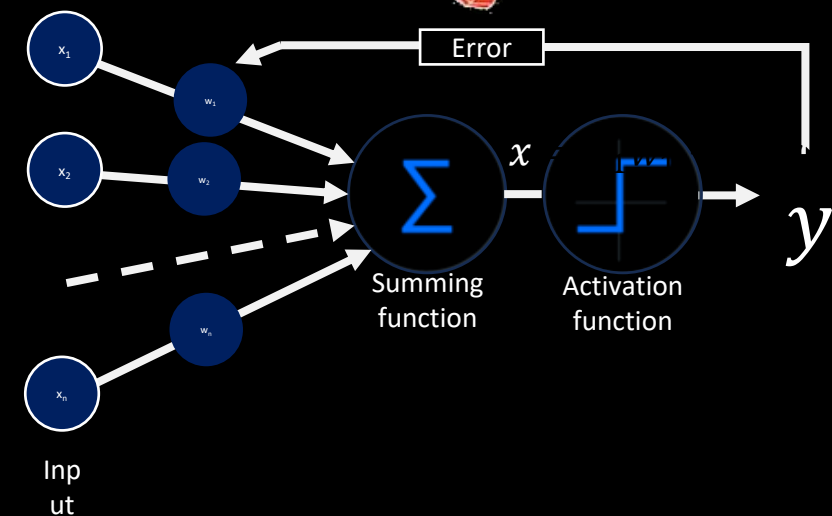 Error
x₁
w₁
x₂
w₂
x
∑
y
Summing
function
Activation
function
wₙ
xₙ
Inp
ut